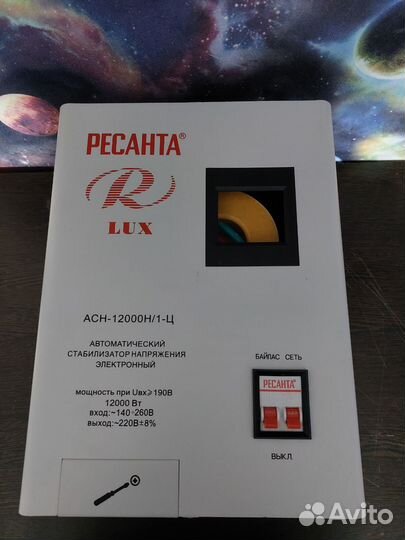 РЕСАНТА®
R
LUX
АСН-12000Н/1-Ц
АВТОМАТИЧЕСКИЙ
СТАБИЛИЗАТОР НАПРЯЖЕНИЯ
ЭЛЕКТРОННЫЙ
мощность при Uвх⩾190В
12000 Вт
вход:~140-260В
выход:~220В±8%
БАЙПАС СЕТЬ
РЕСАНТА®
ВЫКЛ.
Avito